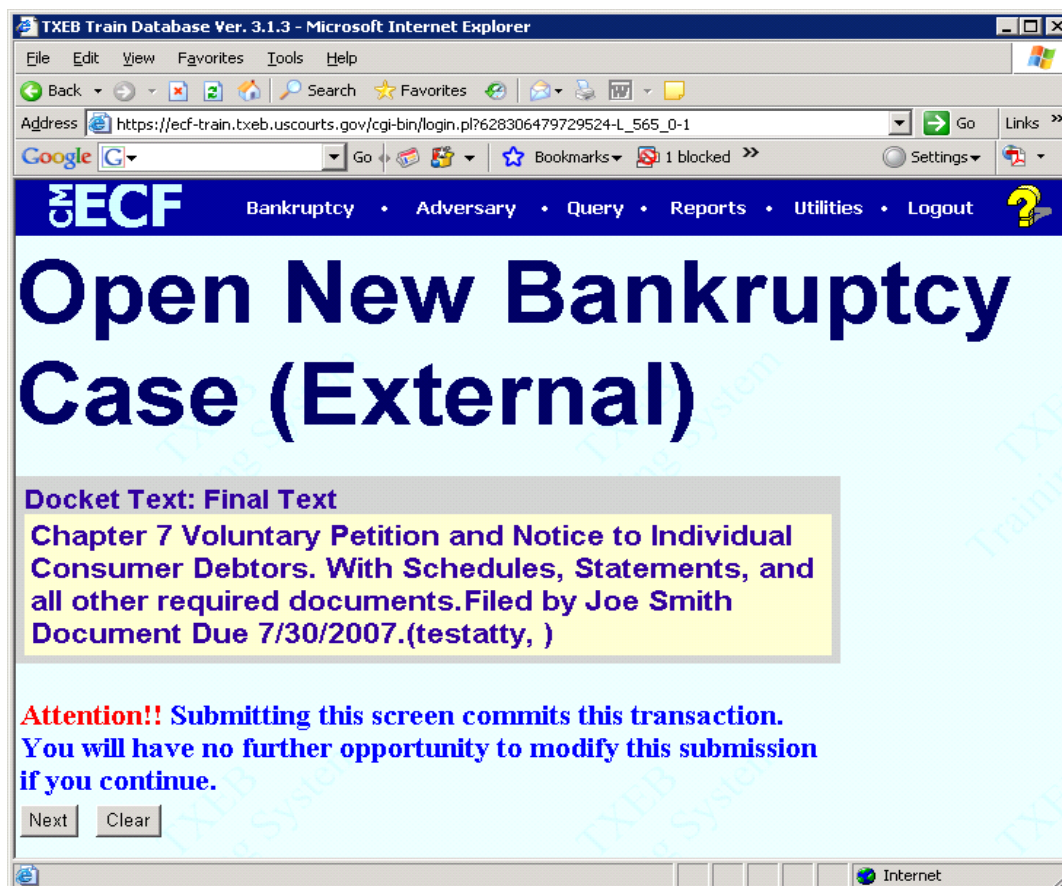 TXEB Train Database Ver. 3.1.3 - Microsoft Internet Explorer
File Edit View Favorites Tools Help
Back Search Favorites
Address https://ecf-train.txeb.uscourts.gov/cgi-bin/login.pl?628306479729524-L_565_0-1 Go Links »
Google G Go Bookmarks 1 blocked » Settings
CM ECF Bankruptcy • Adversary • Query • Reports • Utilities • Logout ?
Open New Bankruptcy
Case (External)
Docket Text: Final Text
Chapter 7 Voluntary Petition and Notice to Individual
Consumer Debtors. With Schedules, Statements, and
all other required documents.Filed by Joe Smith
Document Due 7/30/2007.(testatty, )
Attention!! Submitting this screen commits this transaction.
You will have no further opportunity to modify this submission
if you continue.
Next Clear
Internet